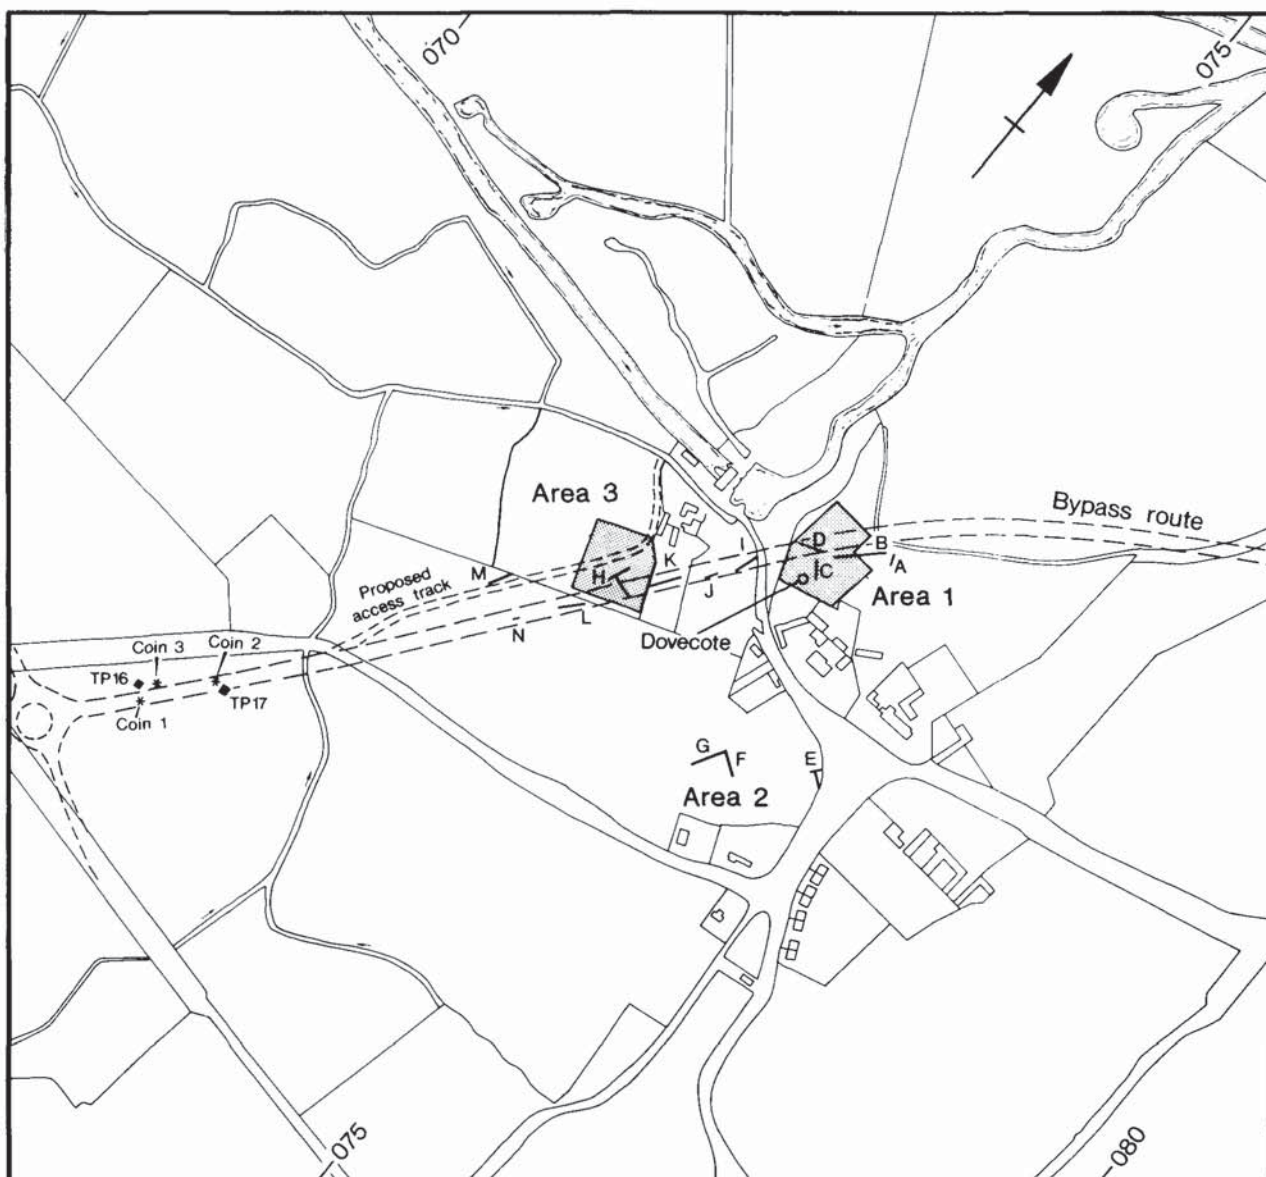 070
075
Bypass route
Area 3
D
B
I
C
A
K
H
J
M
Area 1
Proposed
access track
L
N
Dovecote
Coin 3
Coin 2
TP16
TP17
Coin 1
G
F
E
Area 2
075
080